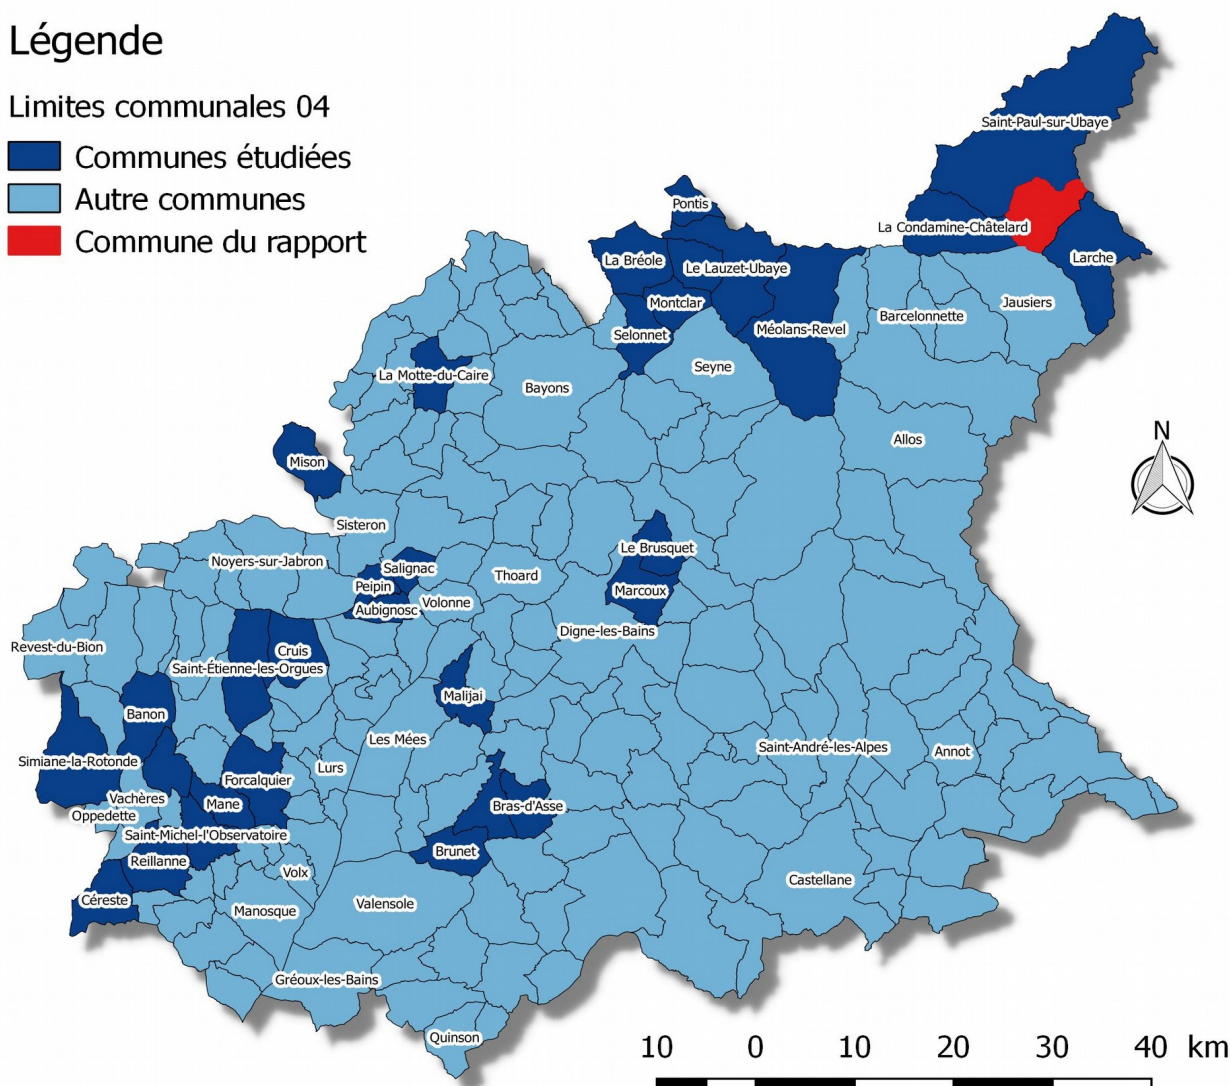 Légende
Limites communales 04
Communes étudiées
Autre communes
Commune du rapport
Saint-Paul-sur-Ubaye
Pontis
La Condamine-Châtelard
La Bréole
Le Lauzet-Ubaye
Larche
Montclar
Jausiers
Barcelonnette
Selonnet
Méolans-Revel
Seyne
La Motte-du-Caire
Bayons
Allos
N
Mison
Sisteron
Le Brusquet
Noyers-sur-Jabron
Salignac
Thoard
Peipin
Marcoux
Aubignosc
Volonne
Digne-les-Bains
Revest-du-Bion
Cruis
Saint-Étienne-les-Orgues
Malijai
Banon
Les Mées
Saint-André-les-Alpes
Annot
Simiane-la-Rotonde
Lurs
Forcalquier
Vachères
Mane
Bras-d'Asse
Oppedette
Saint-Michel-l'Observatoire
Reillanne
Brunet
Volx
Castellane
Céreste
Manosque
Valensole
Gréoux-les-Bains
Quinson
10 0 10 20 30 40 km